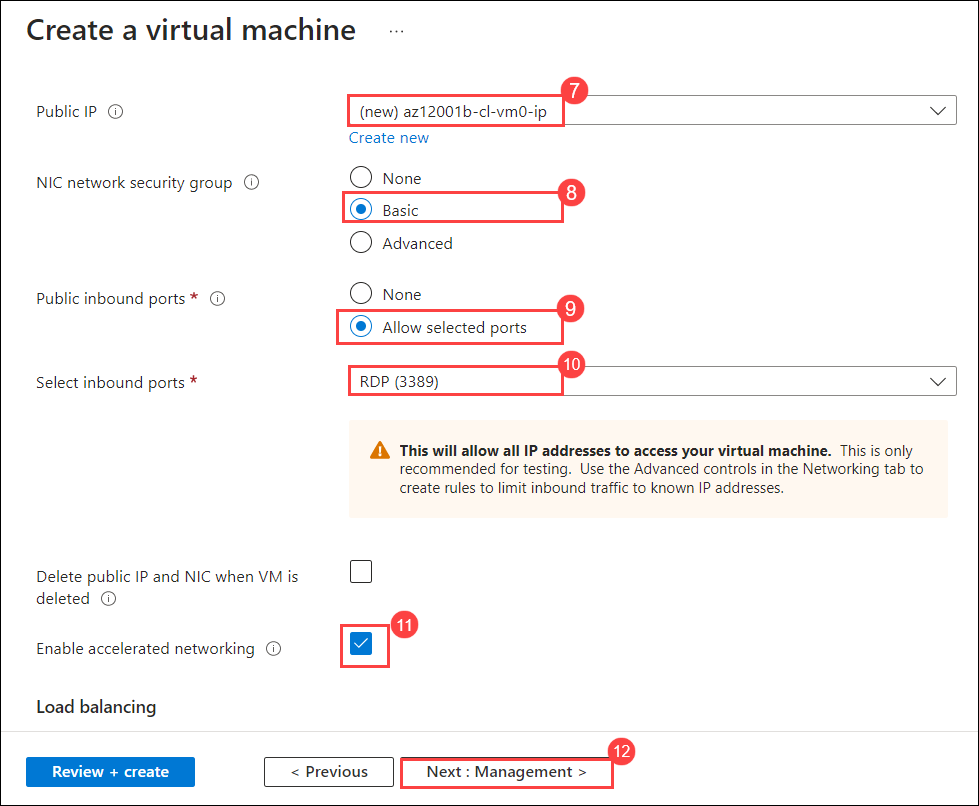 Create a virtual machine ...
7
Public IP
(new) az12001b-cl-vm0-ip
Create new
NIC network security group
None
8
Basic
Advanced
Public inbound ports *
None
9
Allow selected ports
10
Select inbound ports *
RDP (3389)
This will allow all IP addresses to access your virtual machine. This is only
recommended for testing. Use the Advanced controls in the Networking tab to
create rules to limit inbound traffic to known IP addresses.
Delete public IP and NIC when VM is
deleted
11
Enable accelerated networking
Load balancing
12
Review + create
< Previous
Next : Management >